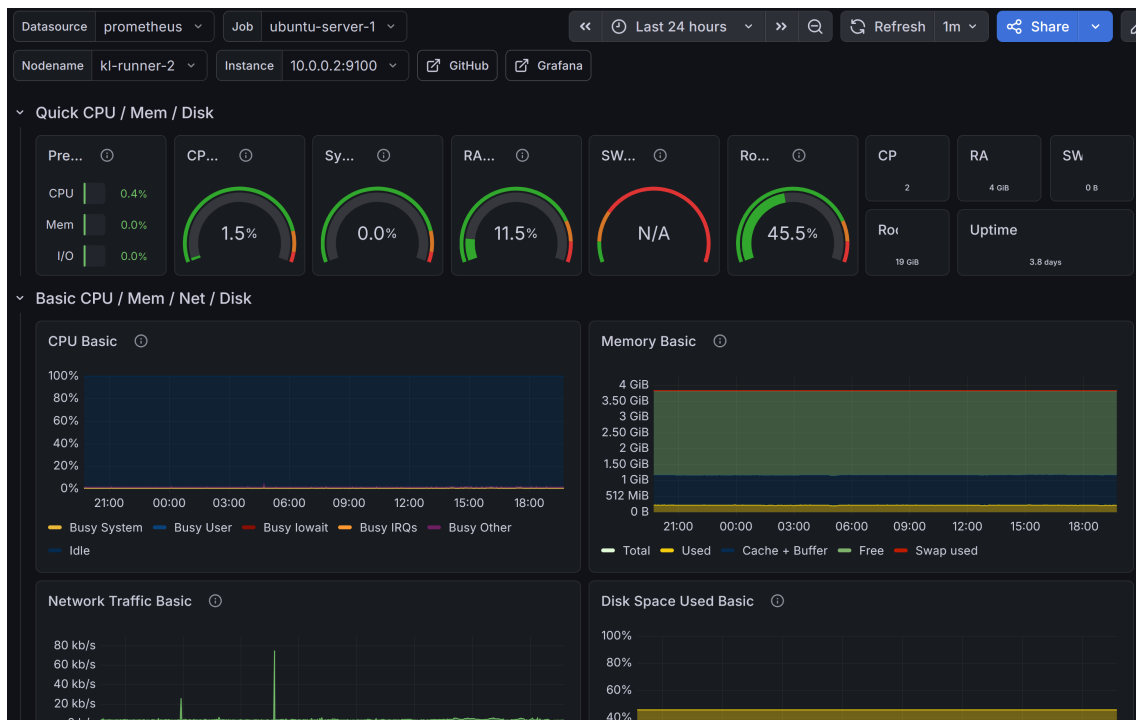 Datasource prometheus Job ubuntu-server-1 Last 24 hours Refresh 1m Share
Nodename kl-runner-2 Instance 10.0.0.2:9100 GitHub Grafana
Quick CPU / Mem / Disk
Pre... CP... Sy... RA... SW... Ro... CP RA SW
CPU 0.4%
Mem 0.0%
I/O 0.0%
1.5% 0.0% 11.5% N/A 45.5%
2 4 GiB 0 B
Roo Uptime
19 GiB 3.8 days
Basic CPU / Mem / Net / Disk
CPU Basic
100%
80%
60%
40%
20%
0%
21:00 00:00 03:00 06:00 09:00 12:00 15:00 18:00
Busy System Busy User Busy Iowait Busy IRQs Busy Other
Idle
Memory Basic
4 GiB
3.50 GiB
3 GiB
2.50 GiB
2 GiB
1.50 GiB
1 GiB
512 MiB
0 B
21:00 00:00 03:00 06:00 09:00 12:00 15:00 18:00
Total Used Cache + Buffer Free Swap used
Network Traffic Basic
80 kb/s
60 kb/s
40 kb/s
20 kb/s
Disk Space Used Basic
100%
80%
60%
40%